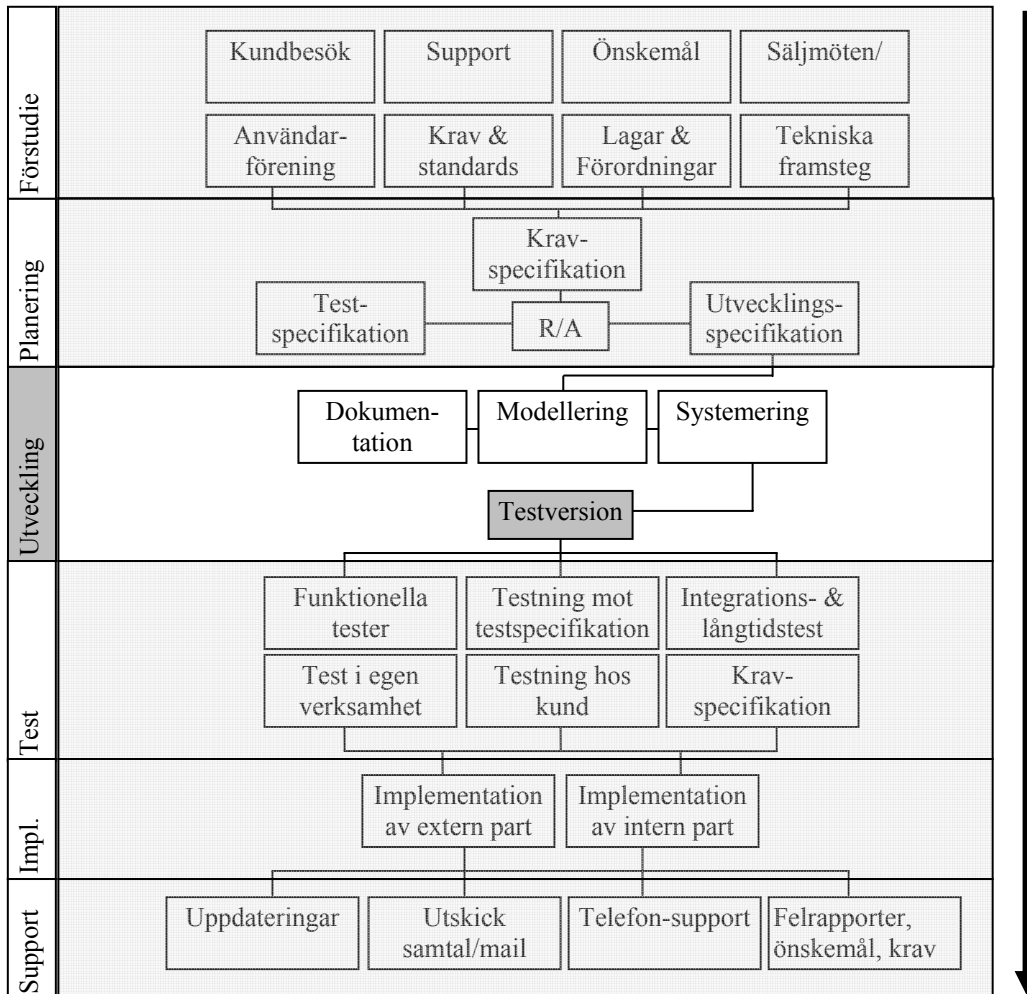 Förstudie
Kundbesök
Support
Önskemål
Säljmöten/
Användar-
förening
Krav &
standards
Lagar &
Förordningar
Tekniska
framsteg
Planering
Krav-
specifikation
Test-
specifikation
R/A
Utvecklings-
specifikation
Utveckling
Dokumen-
tation
Modellering
Systemering
Testversion
Test
Funktionella
tester
Testning mot
testspecifikation
Integrations- &
långtidstest
Test i egen
verksamhet
Testning hos
kund
Krav-
specifikation
Impl.
Implementation
av extern part
Implementation
av intern part
Support
Uppdateringar
Utskick
samtal/mail
Telefon-support
Felrapporter,
önskemål, krav